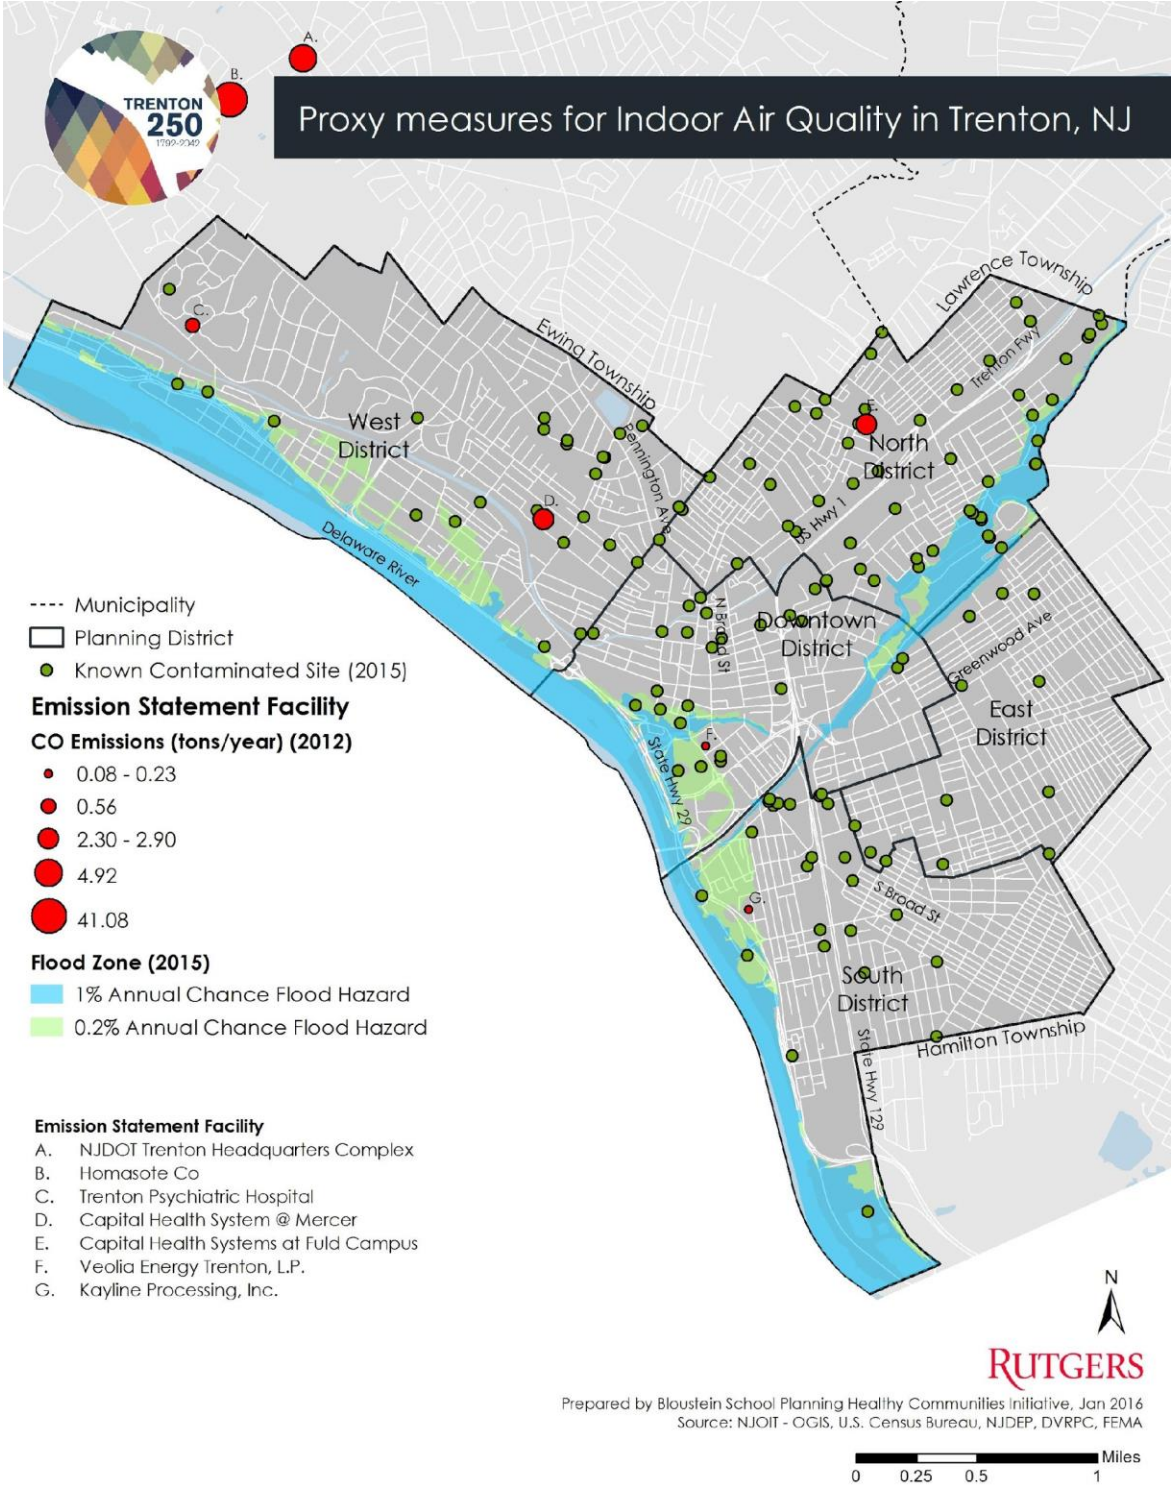 A.
B.
TRENTON
250
1792-2042
Proxy measures for Indoor Air Quality in Trenton, NJ
Lawrence Township
Ewing Township
Trenton Fwy
C.
E.
West
District
North
District
Pennington Ave
D.
US Hwy 1
Delaware River
N Broad St
Downtown
District
Greenwood Ave
East
District
F.
State Hwy 29
G.
S Broad St
South
District
State Hwy 129
Hamilton Township
Municipality
Planning District
Known Contaminated Site (2015)
Emission Statement Facility
CO Emissions (tons/year) (2012)
0.08 - 0.23
0.56
2.30 - 2.90
4.92
41.08
Flood Zone (2015)
1% Annual Chance Flood Hazard
0.2% Annual Chance Flood Hazard
Emission Statement Facility
A. NJDOT Trenton Headquarters Complex
B. Homasote Co
C. Trenton Psychiatric Hospital
D. Capital Health System @ Mercer
E. Capital Health Systems at Fuld Campus
F. Veolia Energy Trenton, L.P.
G. Kayline Processing, Inc.
N
RUTGERS
Prepared by Bloustein School Planning Healthy Communities Initiative, Jan 2016
Source: NJOIT - OGIS, U.S. Census Bureau, NJDEP, DVRPC, FEMA
Miles
0 0.25 0.5 1